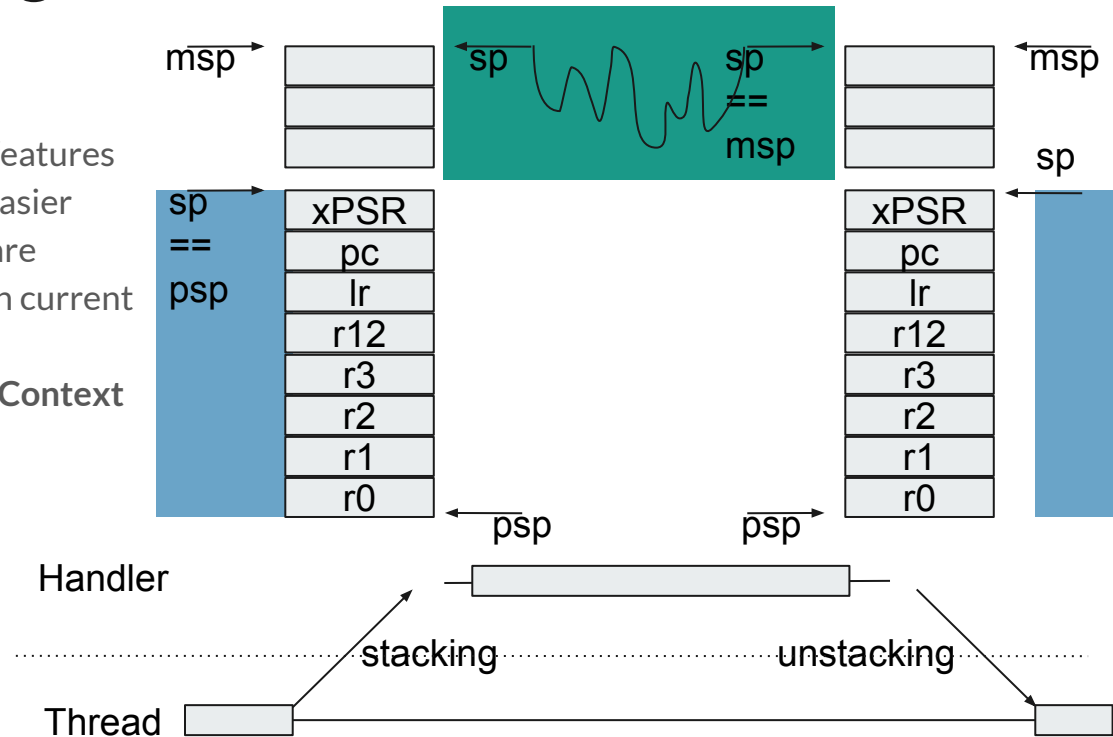 msp
sp
sp
==
msp
msp
eatures
asier
are
n current
Context
sp
==
psp
xPSR
pc
lr
r12
r3
r2
r1
r0
psp
psp
sp
xPSR
pc
lr
r12
r3
r2
r1
r0
Handler
stacking
unstacking
Thread